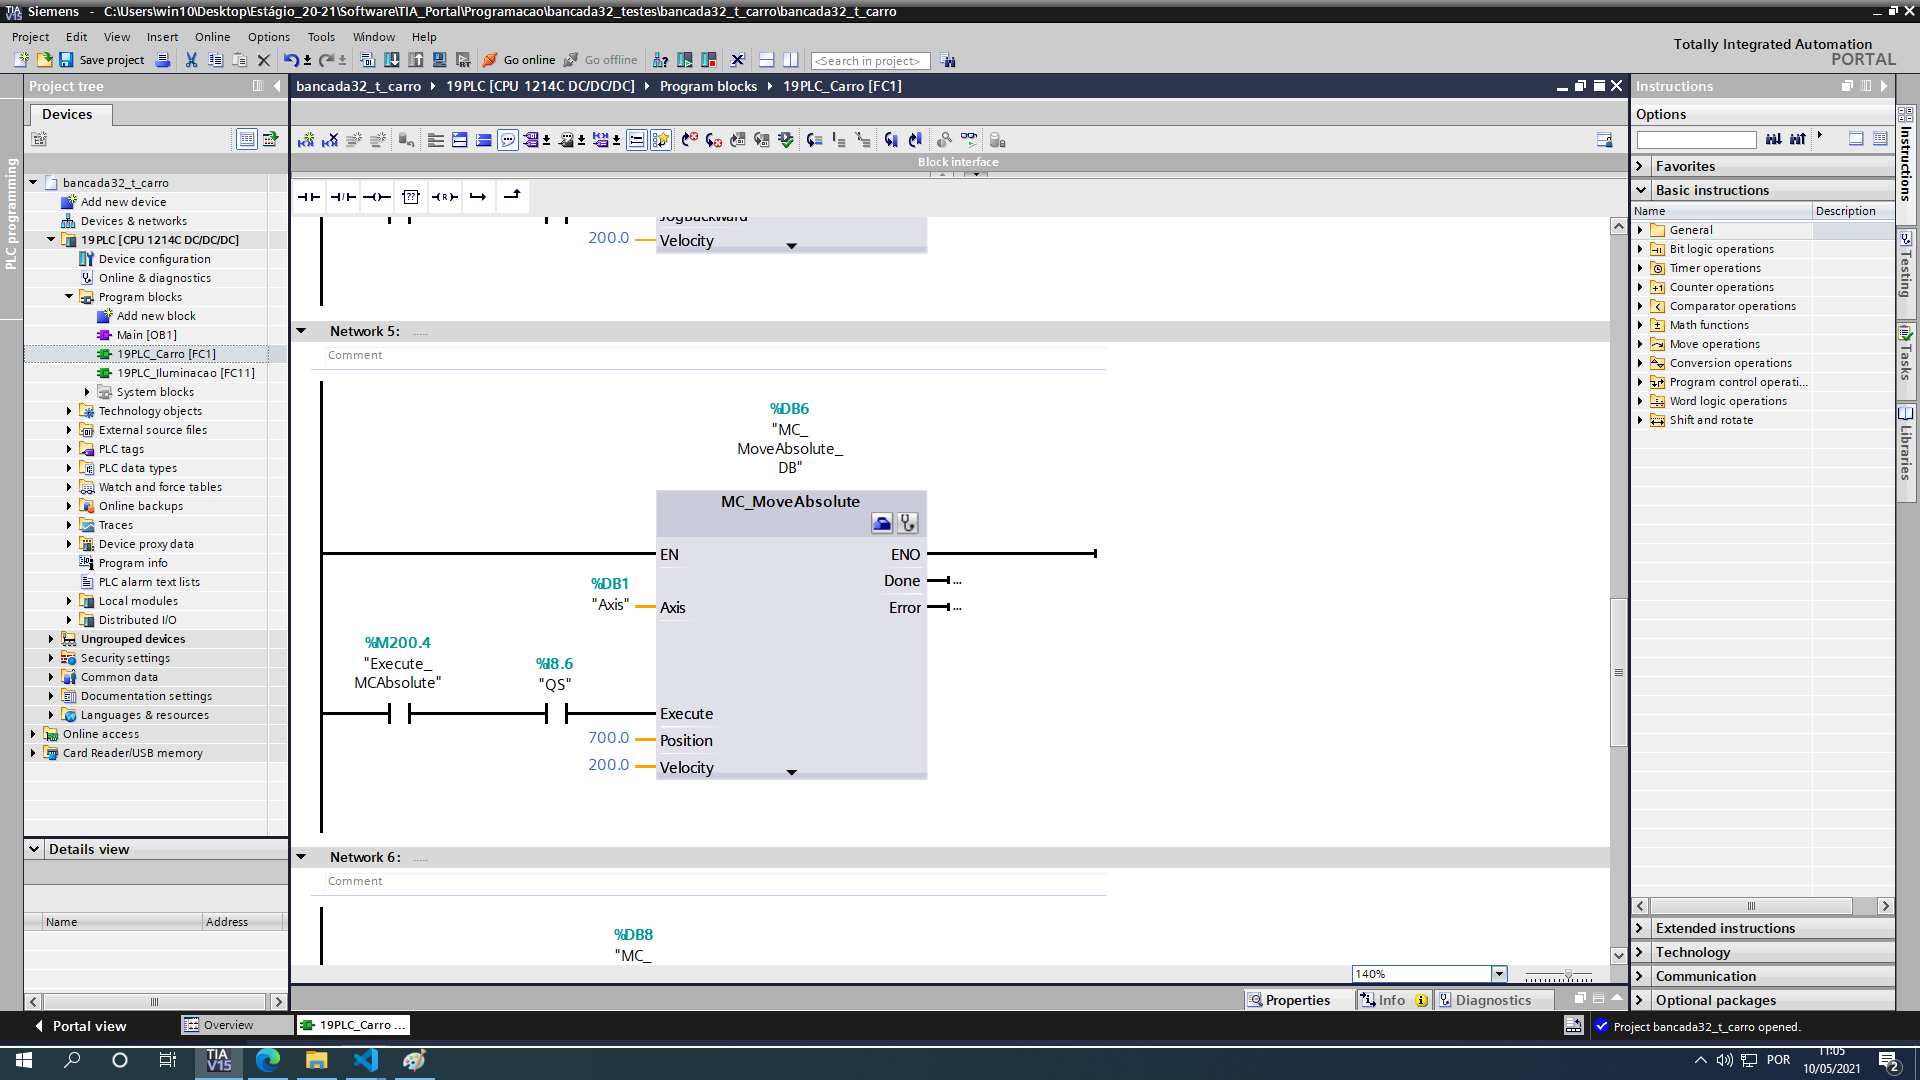 Siemens - C:\Users\win10\Desktop\Estágio_20-21\Software\TIA_Portal\Programacao\bancada32_testes\bancada32_t_carro\bancada32_t_carro
Project Edit View Insert Online Options Tools Window Help
Totally Integrated Automation
PORTAL
Save project
Go online
Go offline
<Search in project>
Project tree
bancada32_t_carro
19PLC [CPU 1214C DC/DC/DC]
Program blocks
19PLC_Carro [FC1]
Instructions
Devices
Options
Block interface
PLC programming
bancada32_t_carro
Add new device
Devices & networks
19PLC [CPU 1214C DC/DC/DC]
Device configuration
Online & diagnostics
Program blocks
Add new block
Main [OB1]
19PLC_Carro [FC1]
19PLC_Iluminacao [FC11]
System blocks
Technology objects
External source files
PLC tags
PLC data types
Watch and force tables
Online backups
Traces
Device proxy data
Program info
PLC alarm text lists
Local modules
Distributed I/O
Ungrouped devices
Security settings
Common data
Documentation settings
Languages & resources
Online access
Card Reader/USB memory
Details view
Name Address
JogBackward
200.0 Velocity
Network 5: .....
Comment
%DB6
"MC_
MoveAbsolute_
DB"
MC_MoveAbsolute
EN ENO
Done ...
%DB1
"Axis" Axis
Error ...
%M200.4
"Execute_
MCAbsolute"
%I8.6
"QS"
Execute
700.0 Position
200.0 Velocity
Network 6: .....
Comment
%DB8
"MC_
140%
Properties Info Diagnostics
Favorites
Basic instructions
Name Description
General
Bit logic operations
Timer operations
Counter operations
Comparator operations
Math functions
Move operations
Conversion operations
Program control operati...
Word logic operations
Shift and rotate
Extended instructions
Technology
Communication
Optional packages
Instructions
Testing
Tasks
Libraries
Portal view
Overview
19PLC_Carro ...
Project bancada32_t_carro opened.
TIA
V15
POR
11:05
10/05/2021
2